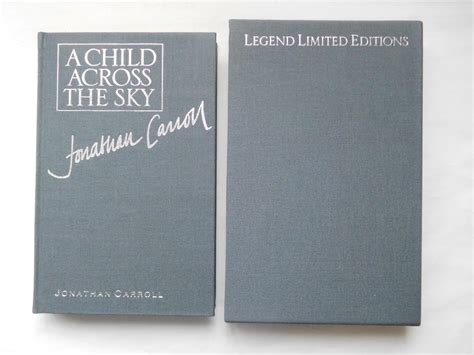 A CHILD
ACROSS
THE SKY
Jonathan Carroll
JONATHAN CARROLL
LEGEND LIMITED EDITIONS